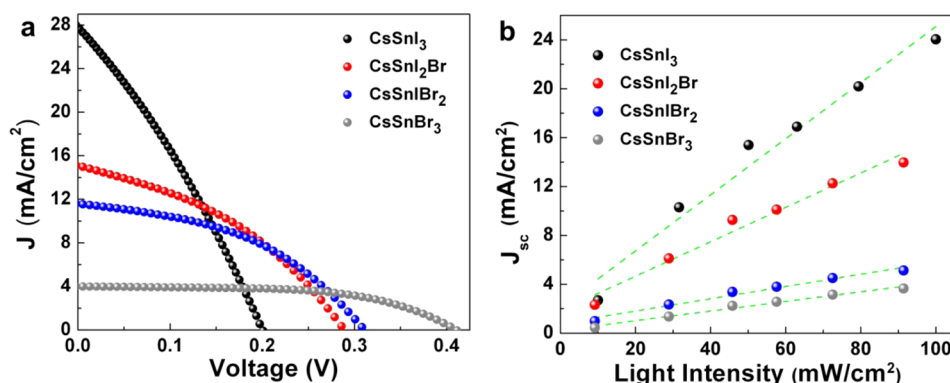 a
28
24
20
16
12
8
4
0
J (mA/cm²)
CsSnI₃
CsSnI₂Br
CsSnIBr₂
CsSnBr₃
0.0 0.1 0.2 0.3 0.4
Voltage (V)
b
24
20
16
12
8
4
0
J_sc (mA/cm²)
CsSnI₃
CsSnI₂Br
CsSnIBr₂
CsSnBr₃
0 20 40 60 80 100
Light Intensity (mW/cm²)